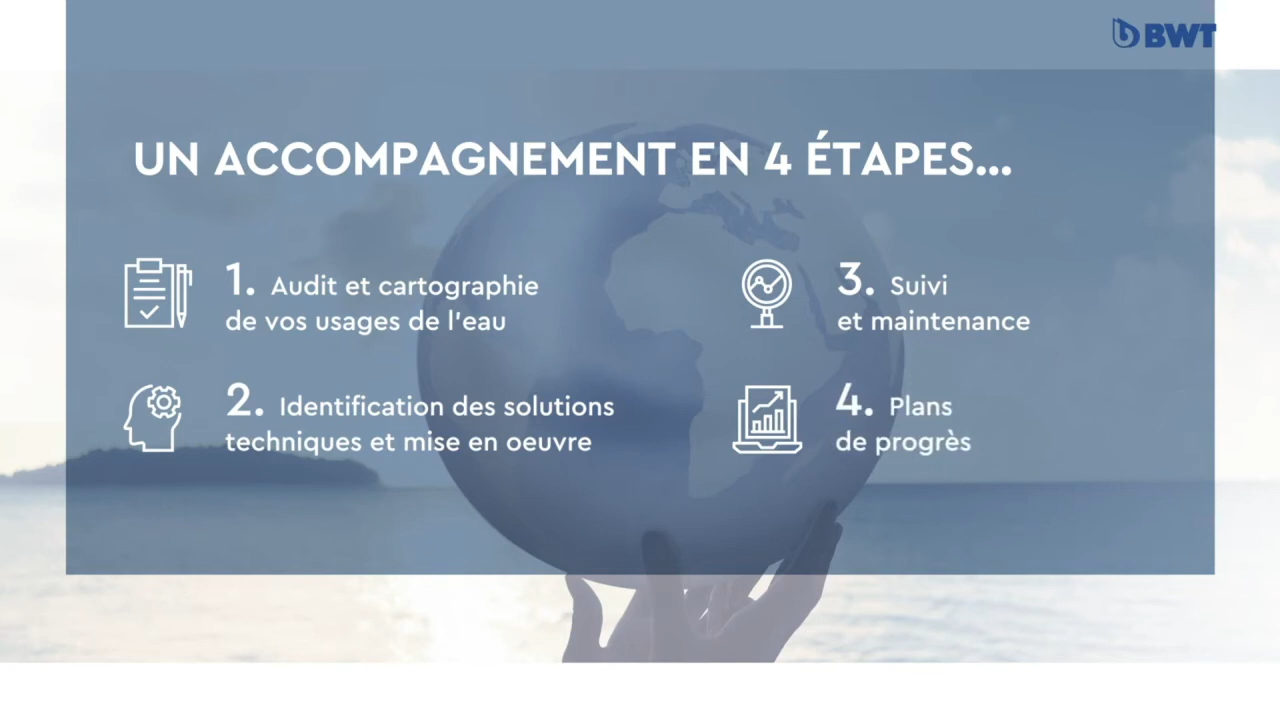 BWT
UN ACCOMPAGNEMENT EN 4 ÉTAPES...
1. Audit et cartographie
de vos usages de l'eau
2. Identification des solutions
techniques et mise en oeuvre
3. Suivi
et maintenance
4. Plans
de progrès